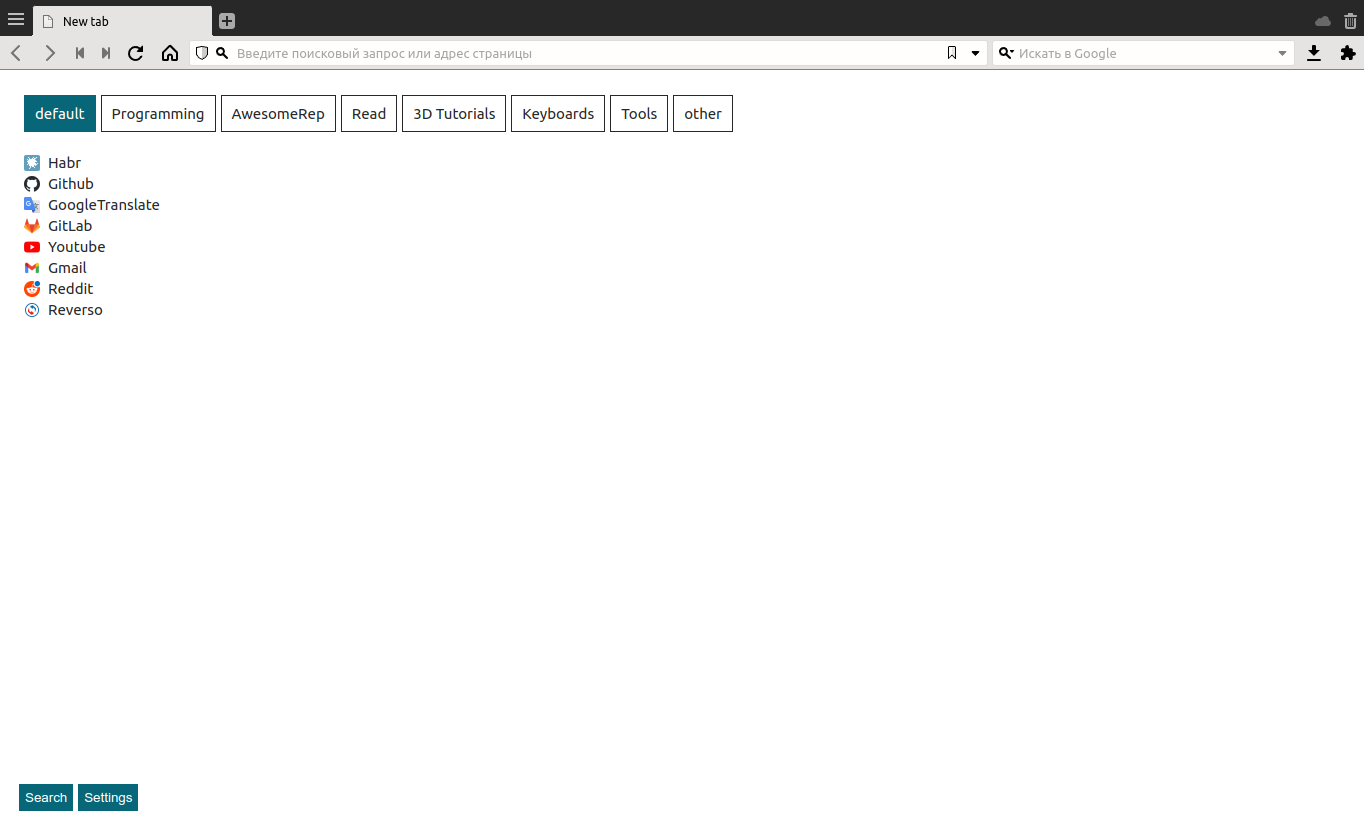 New tab
Введите поисковый запрос или адрес страницы
Искать в Google
default Programming AwesomeRep Read 3D Tutorials Keyboards Tools other
Habr
Github
GoogleTranslate
GitLab
Youtube
Gmail
Reddit
Reverso
Search Settings